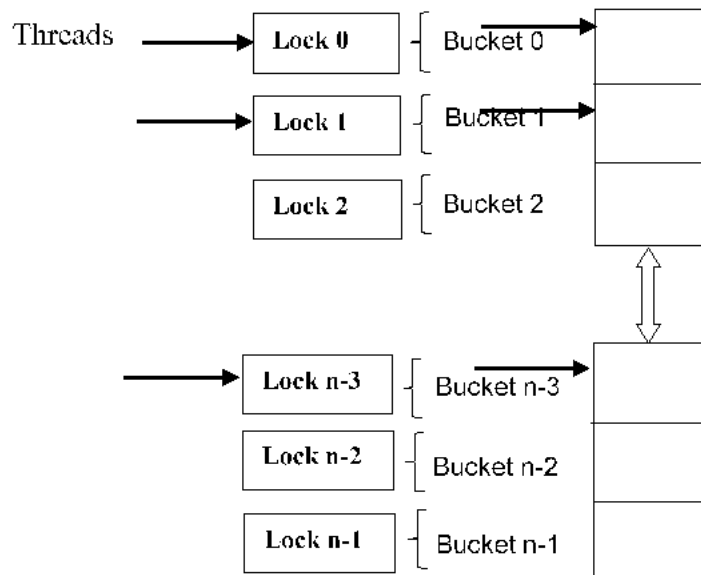 Threads
Lock 0 Bucket 0
Lock 1 Bucket 1
Lock 2 Bucket 2
Lock n-3 Bucket n-3
Lock n-2 Bucket n-2
Lock n-1 Bucket n-1